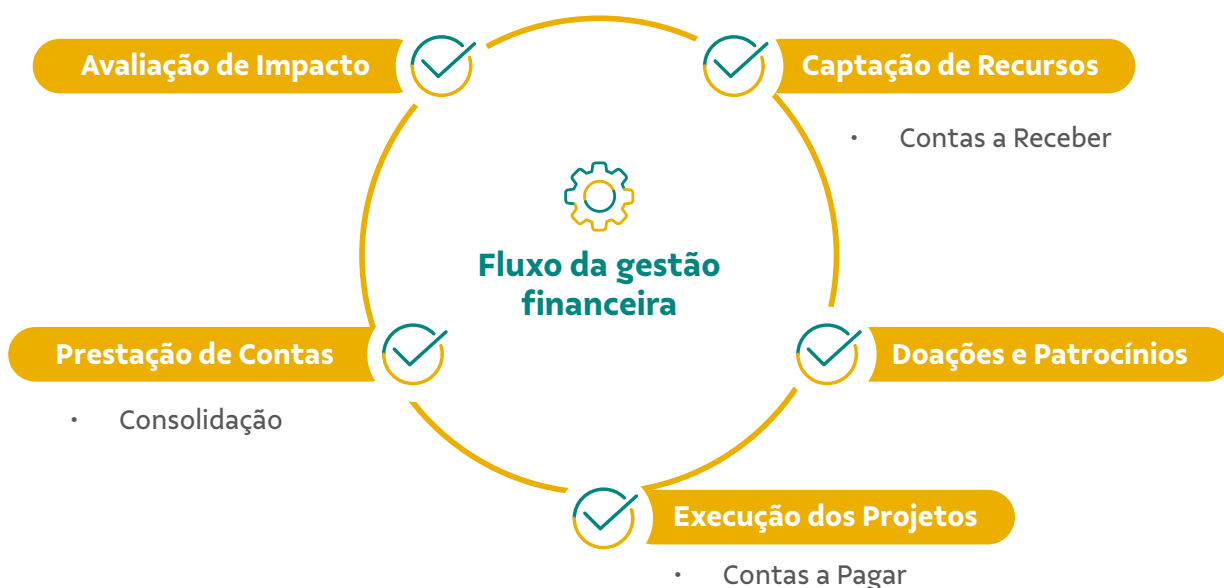 Avaliação de Impacto
Captação de Recursos
• Contas a Receber
Fluxo da gestão
financeira
Prestação de Contas
• Consolidação
Doações e Patrocínios
Execução dos Projetos
• Contas a Pagar